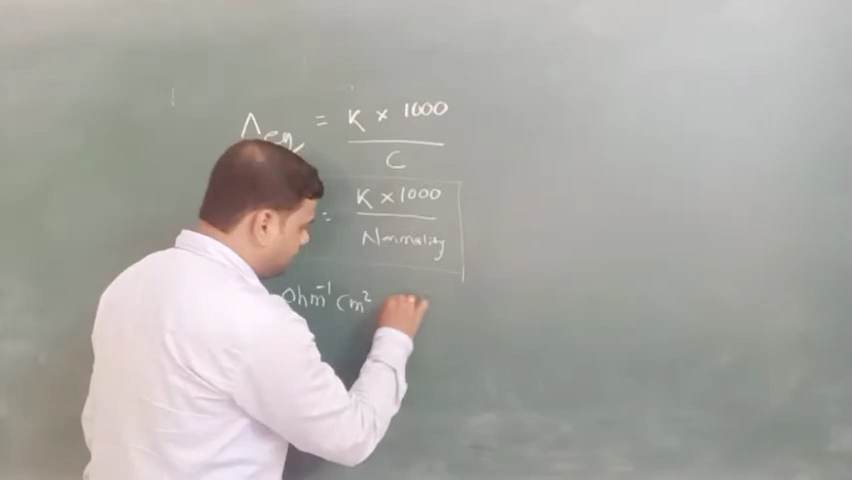 Λeq = K × 1000
C
= K × 1000
Normality
Ohm⁻¹ cm²